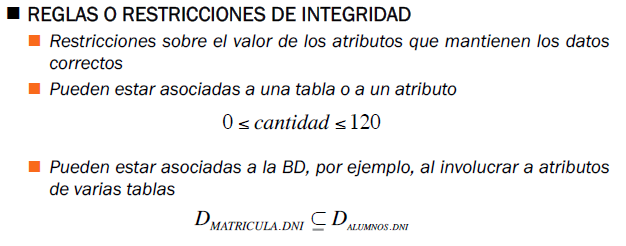 ■ REGLAS O RESTRICCIONES DE INTEGRIDAD
■ Restricciones sobre el valor de los atributos que mantienen los datos
correctos
■ Pueden estar asociadas a una tabla o a un atributo
0 ≤ cantidad ≤ 120
■ Pueden estar asociadas a la BD, por ejemplo, al involucrar a atributos
de varias tablas
D_MATRICULA.DNI ⊆ D_ALUMNOS.DNI